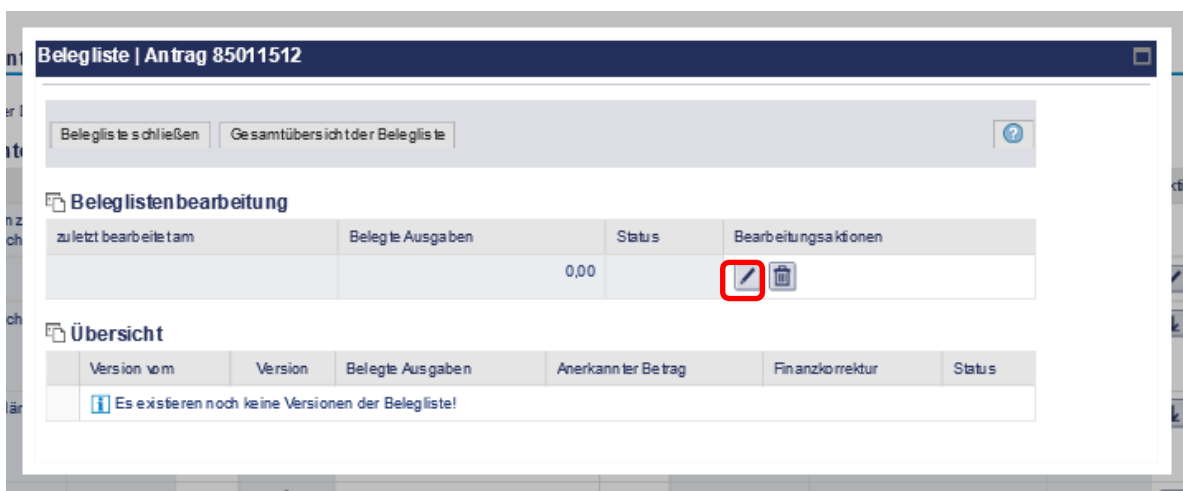 Belegliste | Antrag 85011512
Belegliste schließen Gesamtübersicht der Belegliste
Beleglistenbearbeitung
zuletzt bearbeitet am Belegte Ausgaben Status Bearbeitungsaktionen
0,00
Übersicht
Version vom Version Belegte Ausgaben Anerkannter Betrag Finanzkorrektur Status
Es existieren noch keine Versionen der Belegliste!